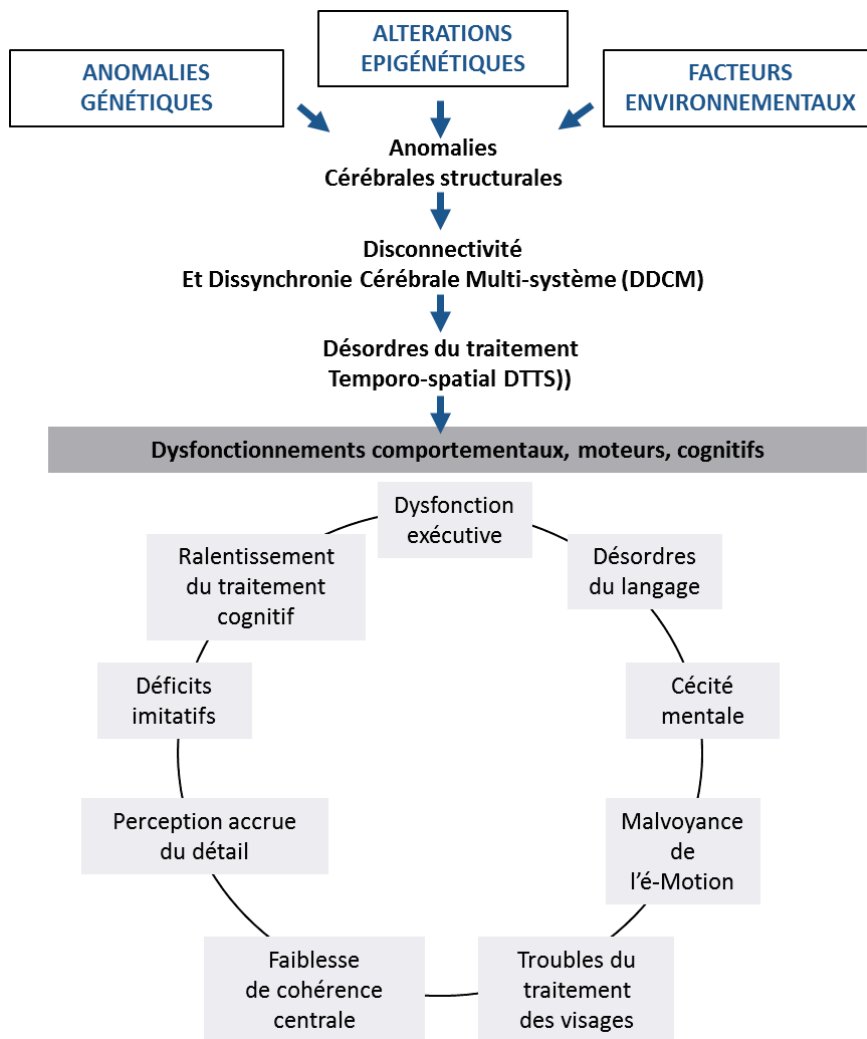 ANOMALIES
GÉNÉTIQUES
ALTERATIONS
EPIGÉNÉTIQUES
FACTEURS
ENVIRONNEMENTAUX
Anomalies
Cérébrales structurales
Disconnectivité
Et Dissynchronie Cérébrale Multi-système (DDCM)
Désordres du traitement
Temporo-spatial DTTS))
Dysfonctionnements comportementaux, moteurs, cognitifs
Dysfonction
exécutive
Désordres
du langage
Cécité
mentale
Malvoyance
de
l'é-Motion
Troubles du
traitement
des visages
Faiblesse
de cohérence
centrale
Perception accrue
du détail
Déficits
imitatifs
Ralentissement
du traitement
cognitif